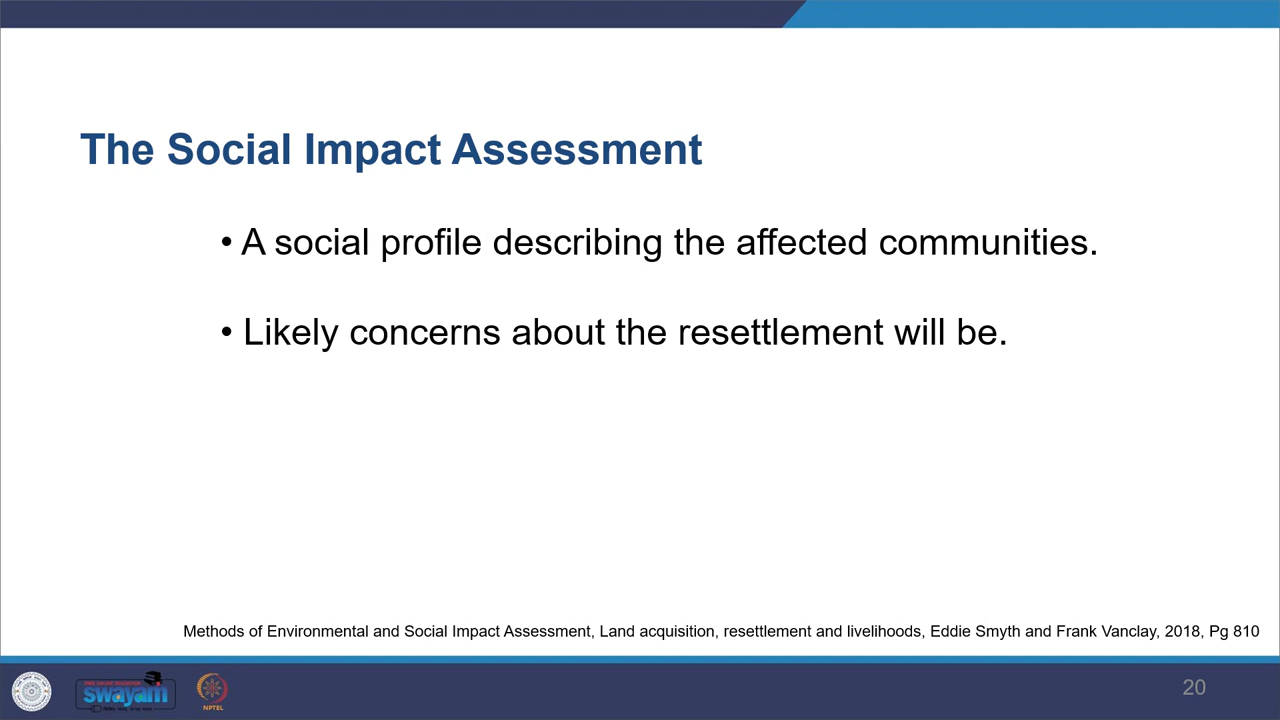 The Social Impact Assessment
• A social profile describing the affected communities.
• Likely concerns about the resettlement will be.
Methods of Environmental and Social Impact Assessment, Land acquisition, resettlement and livelihoods, Eddie Smyth and Frank Vanclay, 2018, Pg 810
swayam
NPTEL
20